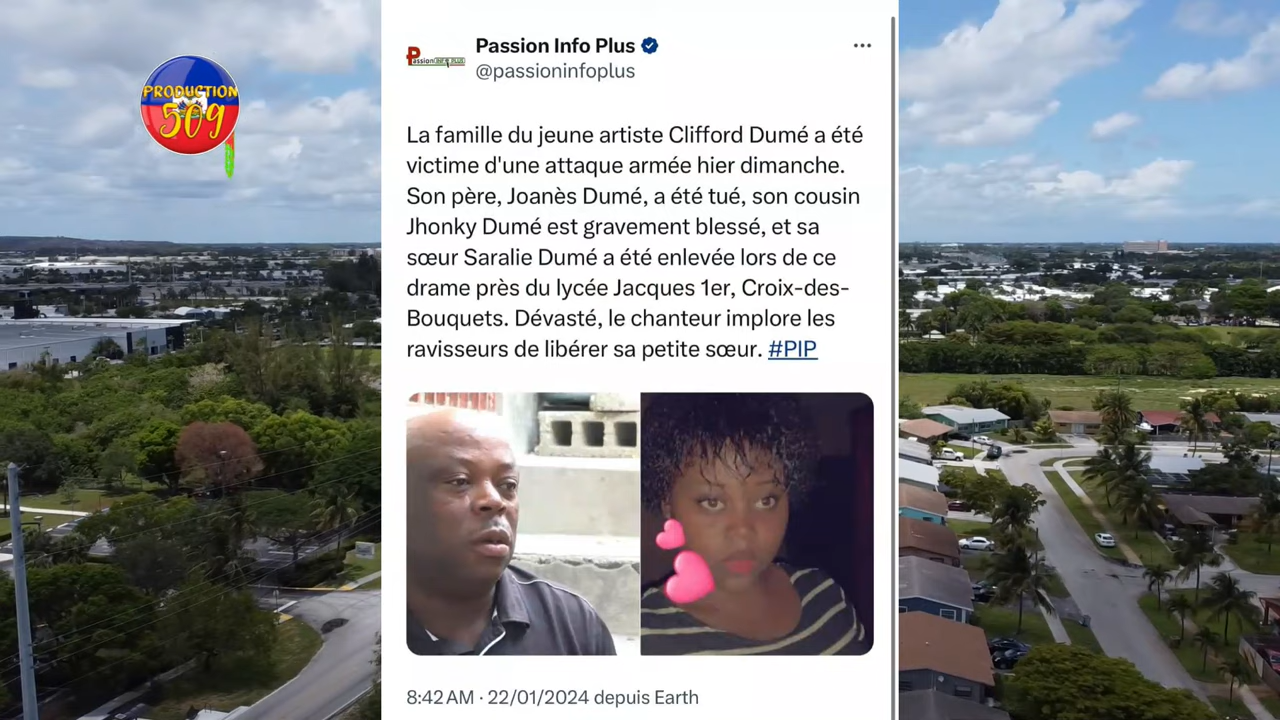 PRODUCTION
509
Passion INFO PLUS
Passion Info Plus
@passioninfoplus
La famille du jeune artiste Clifford Dumé a été
victime d'une attaque armée hier dimanche.
Son père, Joanès Dumé, a été tué, son cousin
Jhonky Dumé est gravement blessé, et sa
sœur Saralie Dumé a été enlevée lors de ce
drame près du lycée Jacques 1er, Croix-des-
Bouquets. Dévasté, le chanteur implore les
ravisseurs de libérer sa petite sœur. #PIP
8:42 AM · 22/01/2024 depuis Earth